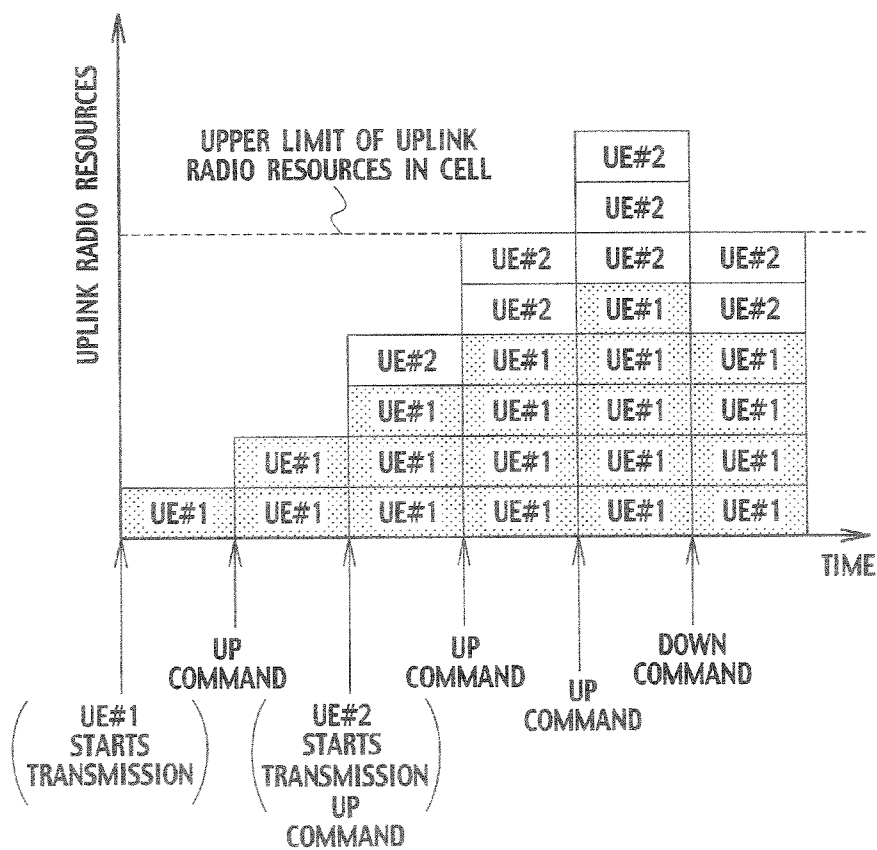 UPLINK RADIO RESOURCES
UPPER LIMIT OF UPLINK
RADIO RESOURCES IN CELL
UE#2
UE#2
UE#2 UE#2 UE#2
UE#2 UE#1 UE#2
UE#2 UE#1 UE#1 UE#1
UE#1 UE#1 UE#1 UE#1
UE#1 UE#1 UE#1 UE#1 UE#1
UE#1 UE#1 UE#1 UE#1 UE#1 UE#1
TIME
UP
COMMAND
UP
COMMAND
UP
COMMAND
DOWN
COMMAND
UE#1
STARTS
TRANSMISSION
UE#2
STARTS
TRANSMISSION
UP
COMMAND